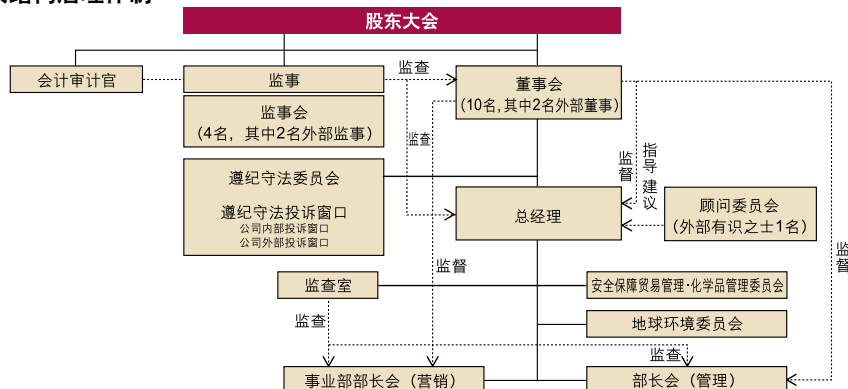 股东大会
会计审计官
监事
监查
董事会
(10名,其中2名外部董事)
监事会
(4名，其中2名外部监事)
监查
监督
指导 建议
遵纪守法委员会
遵纪守法投诉窗口
公司内部投诉窗口
公司外部投诉窗口
总经理
顾问委员会
(外部有识之士1名)
监督
监督
监查室
安全保障贸易管理·化学品管理委员会
监查
地球环境委员会
监查
事业部部长会（营销）
部长会（管理）